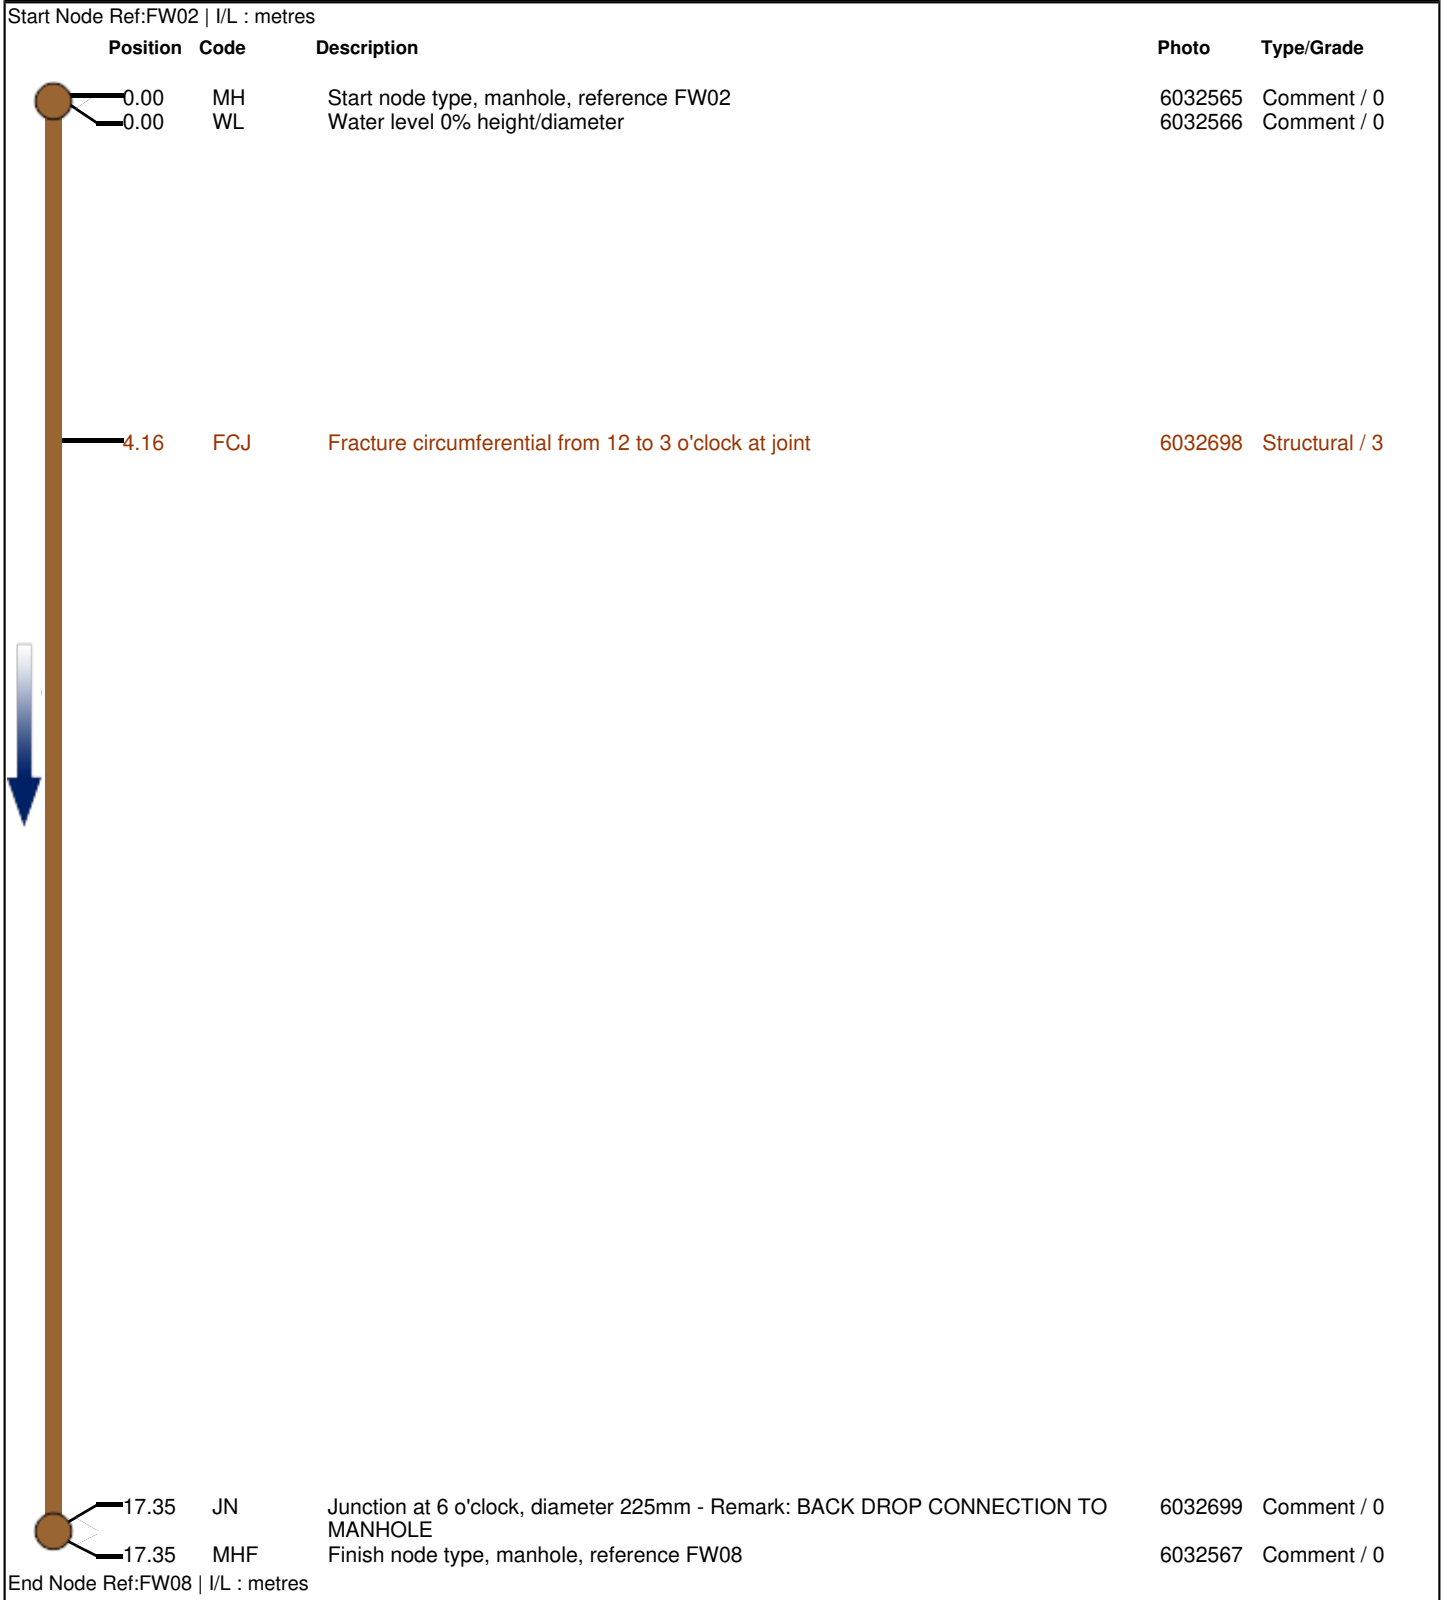 Start Node Ref:FW02 | I/L : metres
Position Code Description Photo Type/Grade
0.00 MH Start node type, manhole, reference FW02 6032565 Comment / 0
0.00 WL Water level 0% height/diameter 6032566 Comment / 0
4.16 FCJ Fracture circumferential from 12 to 3 o'clock at joint 6032698 Structural / 3
17.35 JN Junction at 6 o'clock, diameter 225mm - Remark: BACK DROP CONNECTION TO 6032699 Comment / 0
MANHOLE
17.35 MHF Finish node type, manhole, reference FW08 6032567 Comment / 0
End Node Ref:FW08 | I/L : metres